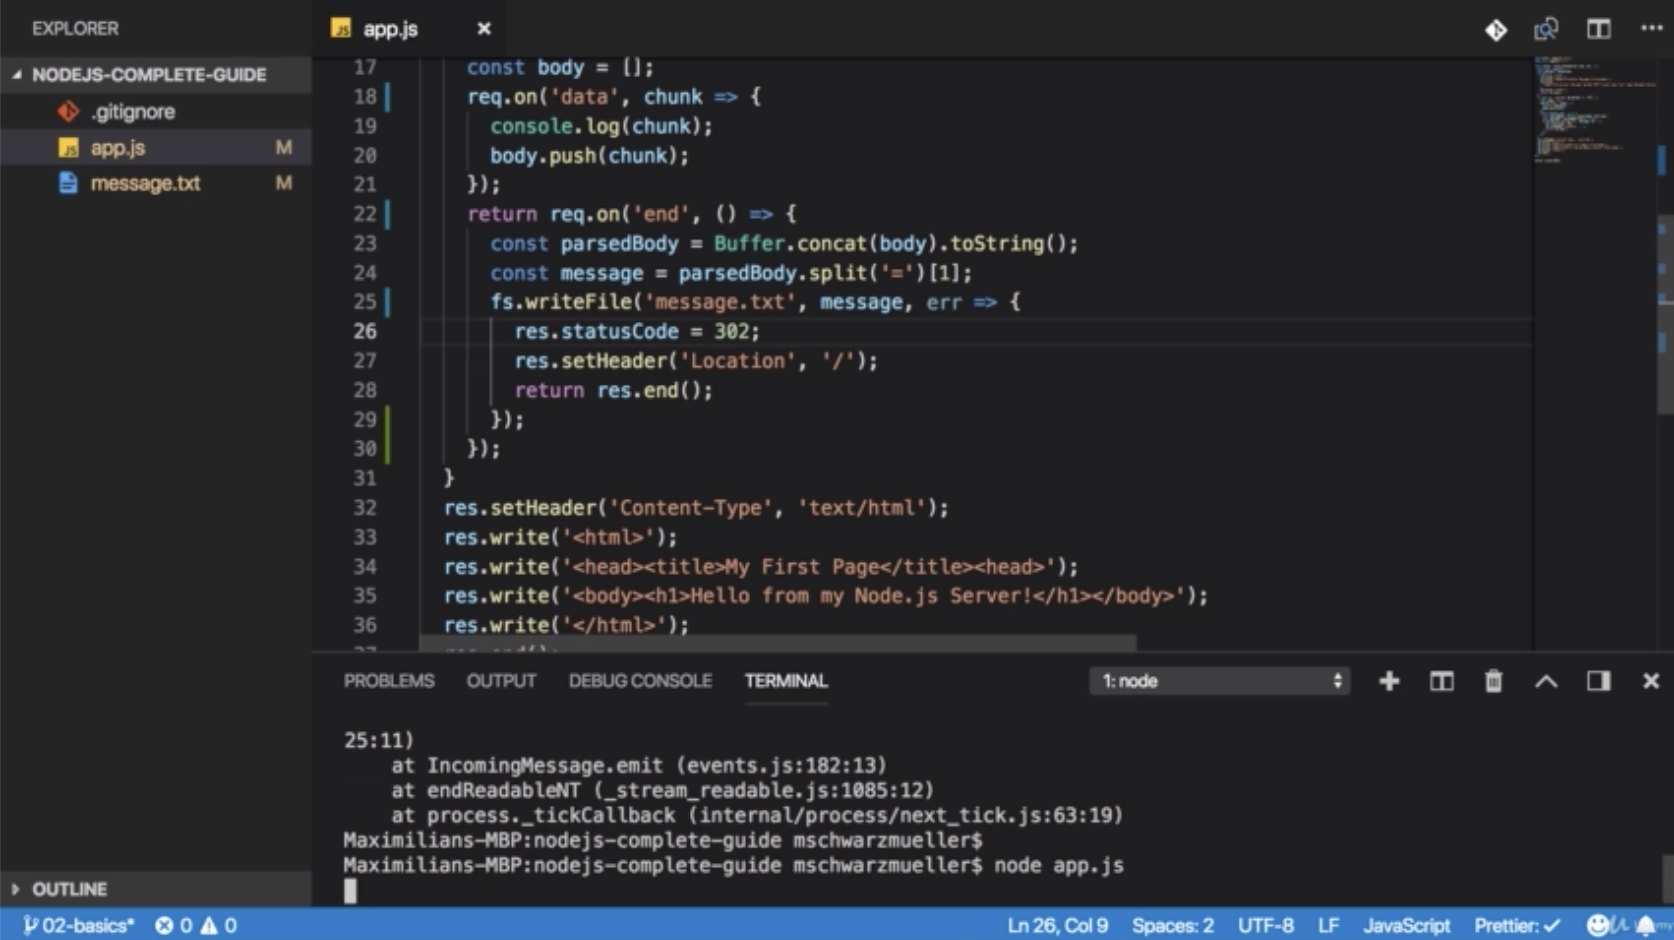 EXPLORER
NODEJS-COMPLETE-GUIDE
.gitignore
JS app.js M
message.txt M
OUTLINE
JS app.js ×
17 const body = [];
18 req.on('data', chunk => {
19 console.log(chunk);
20 body.push(chunk);
21 });
22 return req.on('end', () => {
23 const parsedBody = Buffer.concat(body).toString();
24 const message = parsedBody.split('=')[1];
25 fs.writeFile('message.txt', message, err => {
26 res.statusCode = 302;
27 res.setHeader('Location', '/');
28 return res.end();
29 });
30 });
31 }
32 res.setHeader('Content-Type', 'text/html');
33 res.write('<html>');
34 res.write('<head><title>My First Page</title><head>');
35 res.write('<body><h1>Hello from my Node.js Server!</h1></body>');
36 res.write('</html>');
PROBLEMS OUTPUT DEBUG CONSOLE TERMINAL 1: node
25:11)
at IncomingMessage.emit (events.js:182:13)
at endReadableNT (_stream_readable.js:1085:12)
at process._tickCallback (internal/process/next_tick.js:63:19)
Maximilians-MBP:nodejs-complete-guide mschwarzmueller$
Maximilians-MBP:nodejs-complete-guide mschwarzmueller$ node app.js
02-basics* 0 0 Ln 26, Col 9 Spaces: 2 UTF-8 LF JavaScript Prettier: ✓